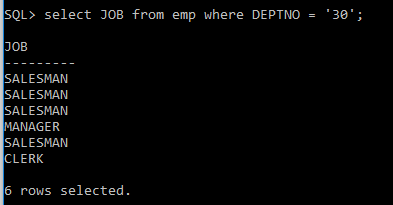 SQL> select JOB from emp where DEPTNO = '30';
JOB
---------
SALESMAN
SALESMAN
SALESMAN
MANAGER
SALESMAN
CLERK
6 rows selected.